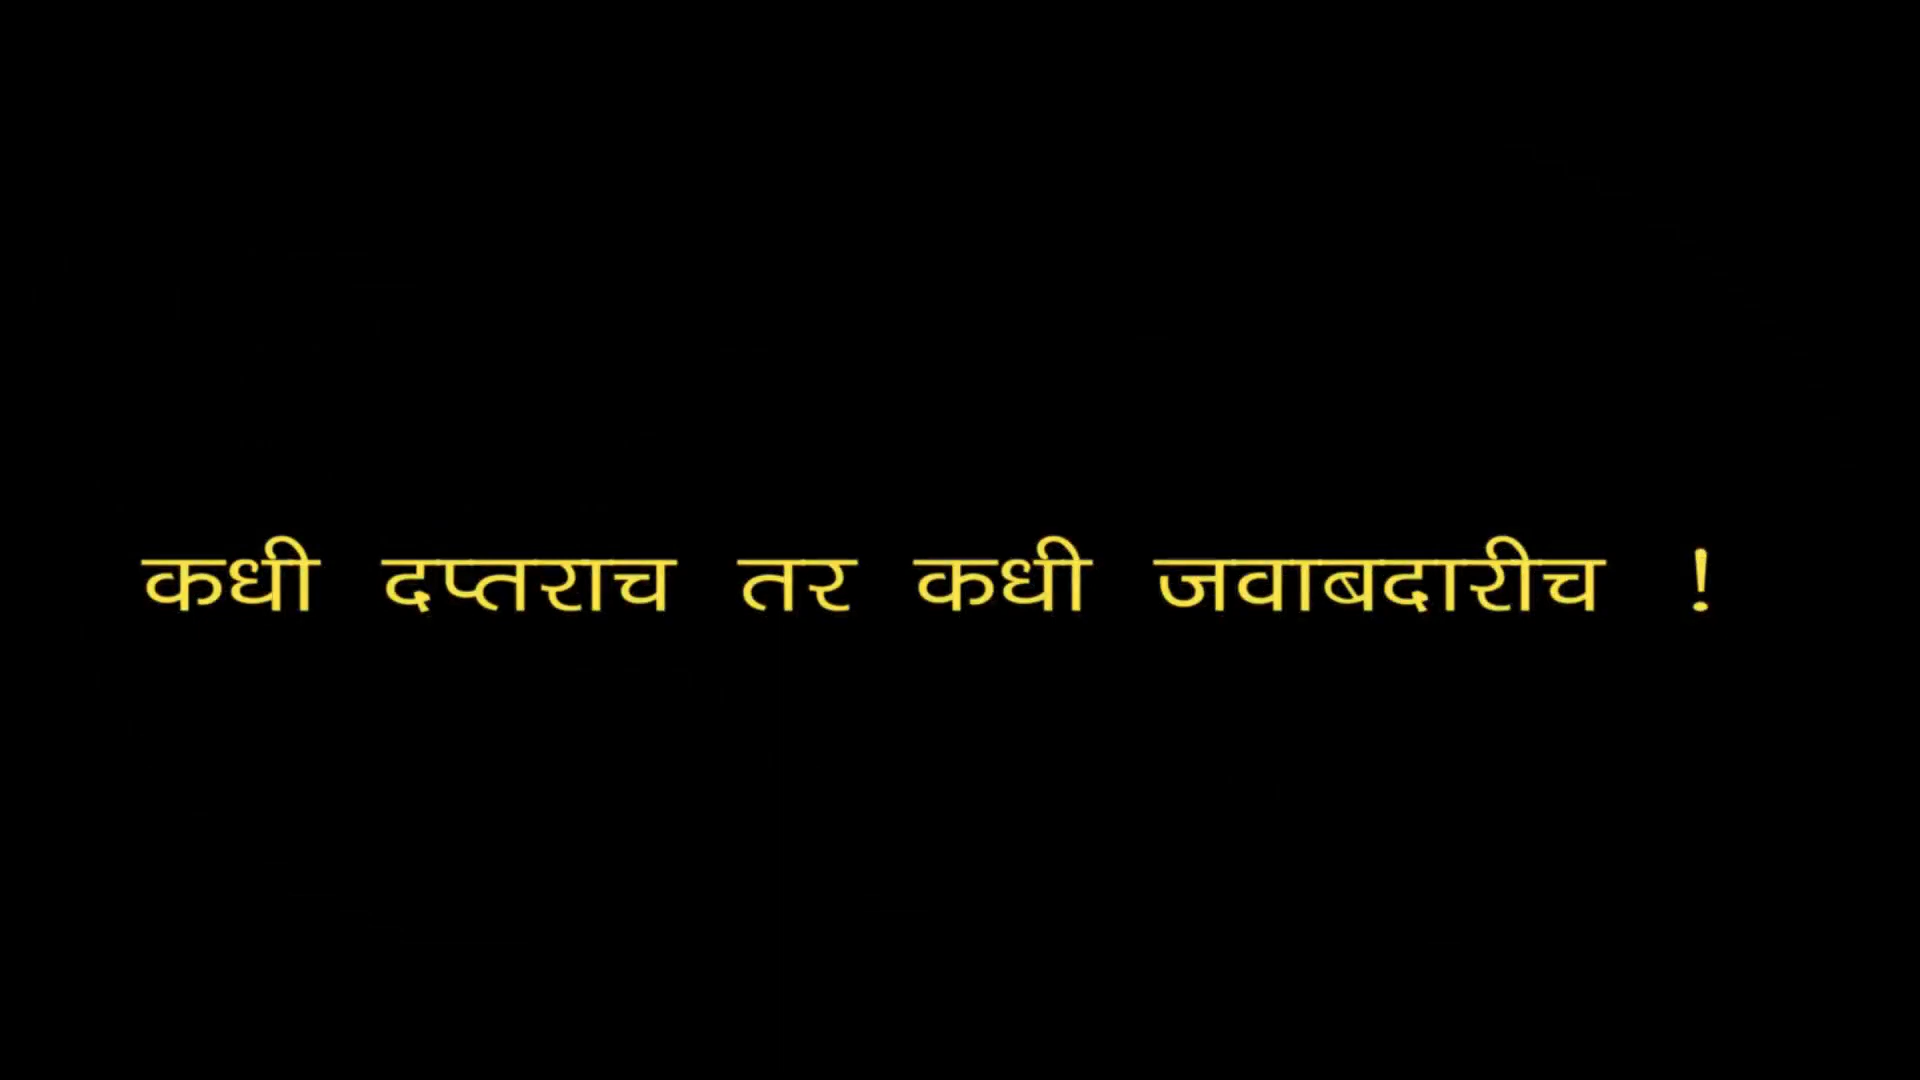 कधी दप्तराच तर कधी जवाबदारीच !